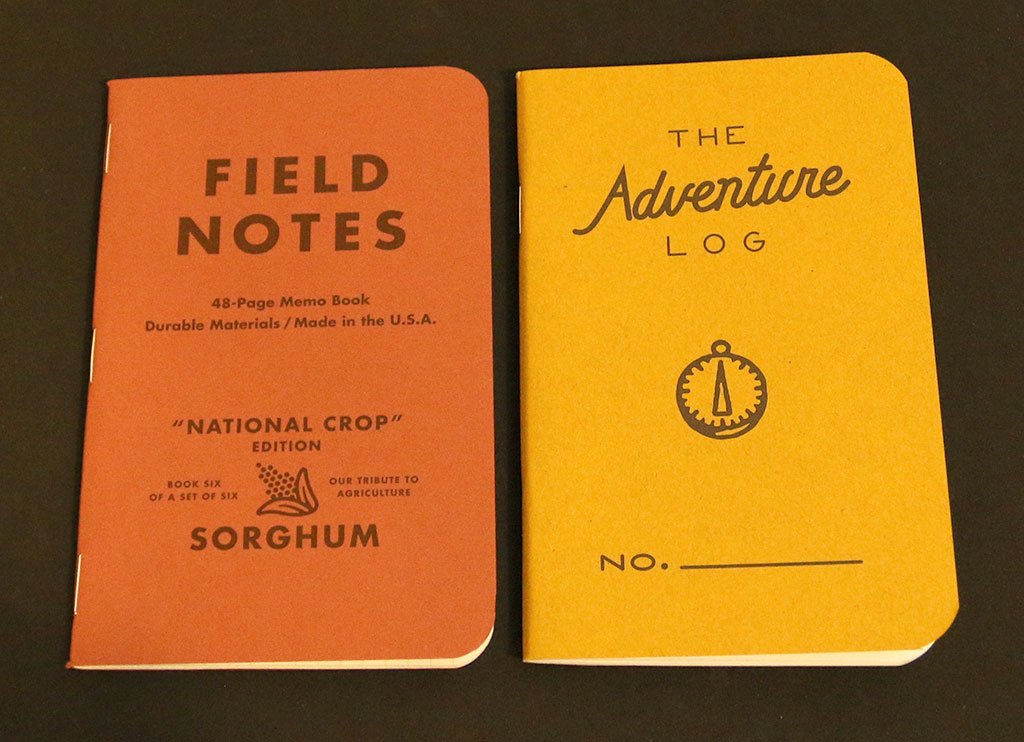 FIELD
NOTES
48-Page Memo Book
Durable Materials / Made in the U.S.A.
"NATIONAL CROP"
EDITION
BOOK SIX
OF A SET OF SIX
OUR TRIBUTE TO
AGRICULTURE
SORGHUM
THE
Adventure
LOG
NO.